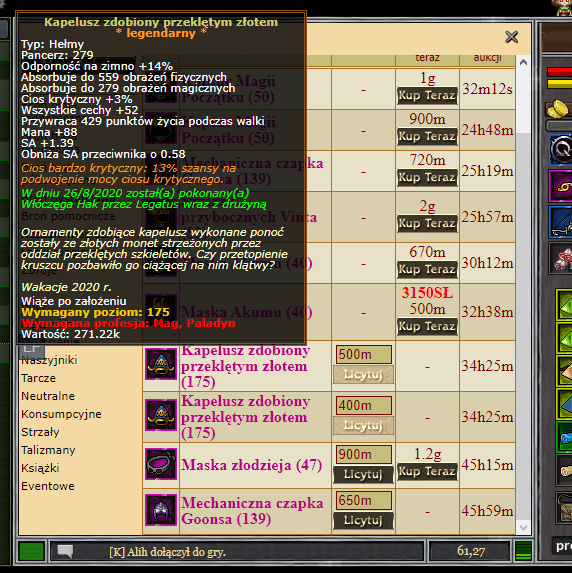 Kapelusz zdobiony przeklętym złotem
* legendarny *
Typ: Hełmy
Pancerz: 279
Odporność na zimno +14%
Absorbuje do 559 obrażeń fizycznych
Absorbuje do 279 obrażeń magicznych
Cios krytyczny +3%
Wszystkie cechy +52
Przywraca 429 punktów życia podczas walki
Mana +88
SA +1.39
Obniża SA przeciwnika o 0.58
Cios bardzo krytyczny: 13% szansy na
podwojenie mocy ciosu krytycznego.
W dniu 26/8/2020 został(a) pokonany(a)
Włóczęga Hak przez Legatus wraz z drużyną
Ornamenty zdobiące kapelusz wykonane ponoć
zostały ze złotych monet strzeżonych przez
oddział przeklętych szkieletów. Czy przetopienie
kruszcu pozbawiło go ciążącej na nim klątwy?
Wakacje 2020 r.
Wiąże po założeniu
Wymagany poziom: 175
Wymagana profesja: Mag, Paladyn
Wartość: 271.22k
Broń pomocnicza
Naszyjniki
Tarcze
Neutralne
Konsumpcyjne
Strzały
Talizmany
Książki
Eventowe
teraz aukcji
Magii
Początku (50) - 1g Kup Teraz 32m12s
Początku (50) - 900m Kup Teraz 24h48m
Mechaniczna czapka
(139) - 720m Kup Teraz 25h19m
przybocznych Vinta - 2g Kup Teraz 25h57m
(40) - 670m Kup Teraz 30h12m
Maska Akumu (40) - 3150SŁ 500m Kup Teraz 32h38m
Kapelusz zdobiony
przeklętym złotem
(175) 500m Licytuj - 34h25m
Kapelusz zdobiony
przeklętym złotem
(175) 400m Licytuj - 34h25m
Maska złodzieja (47) 900m Licytuj 1.2g Kup Teraz 45h15m
Mechaniczna czapka
Goonsa (139) 650m Licytuj - 45h59m
[K] Alih dołączył do gry.
61,27